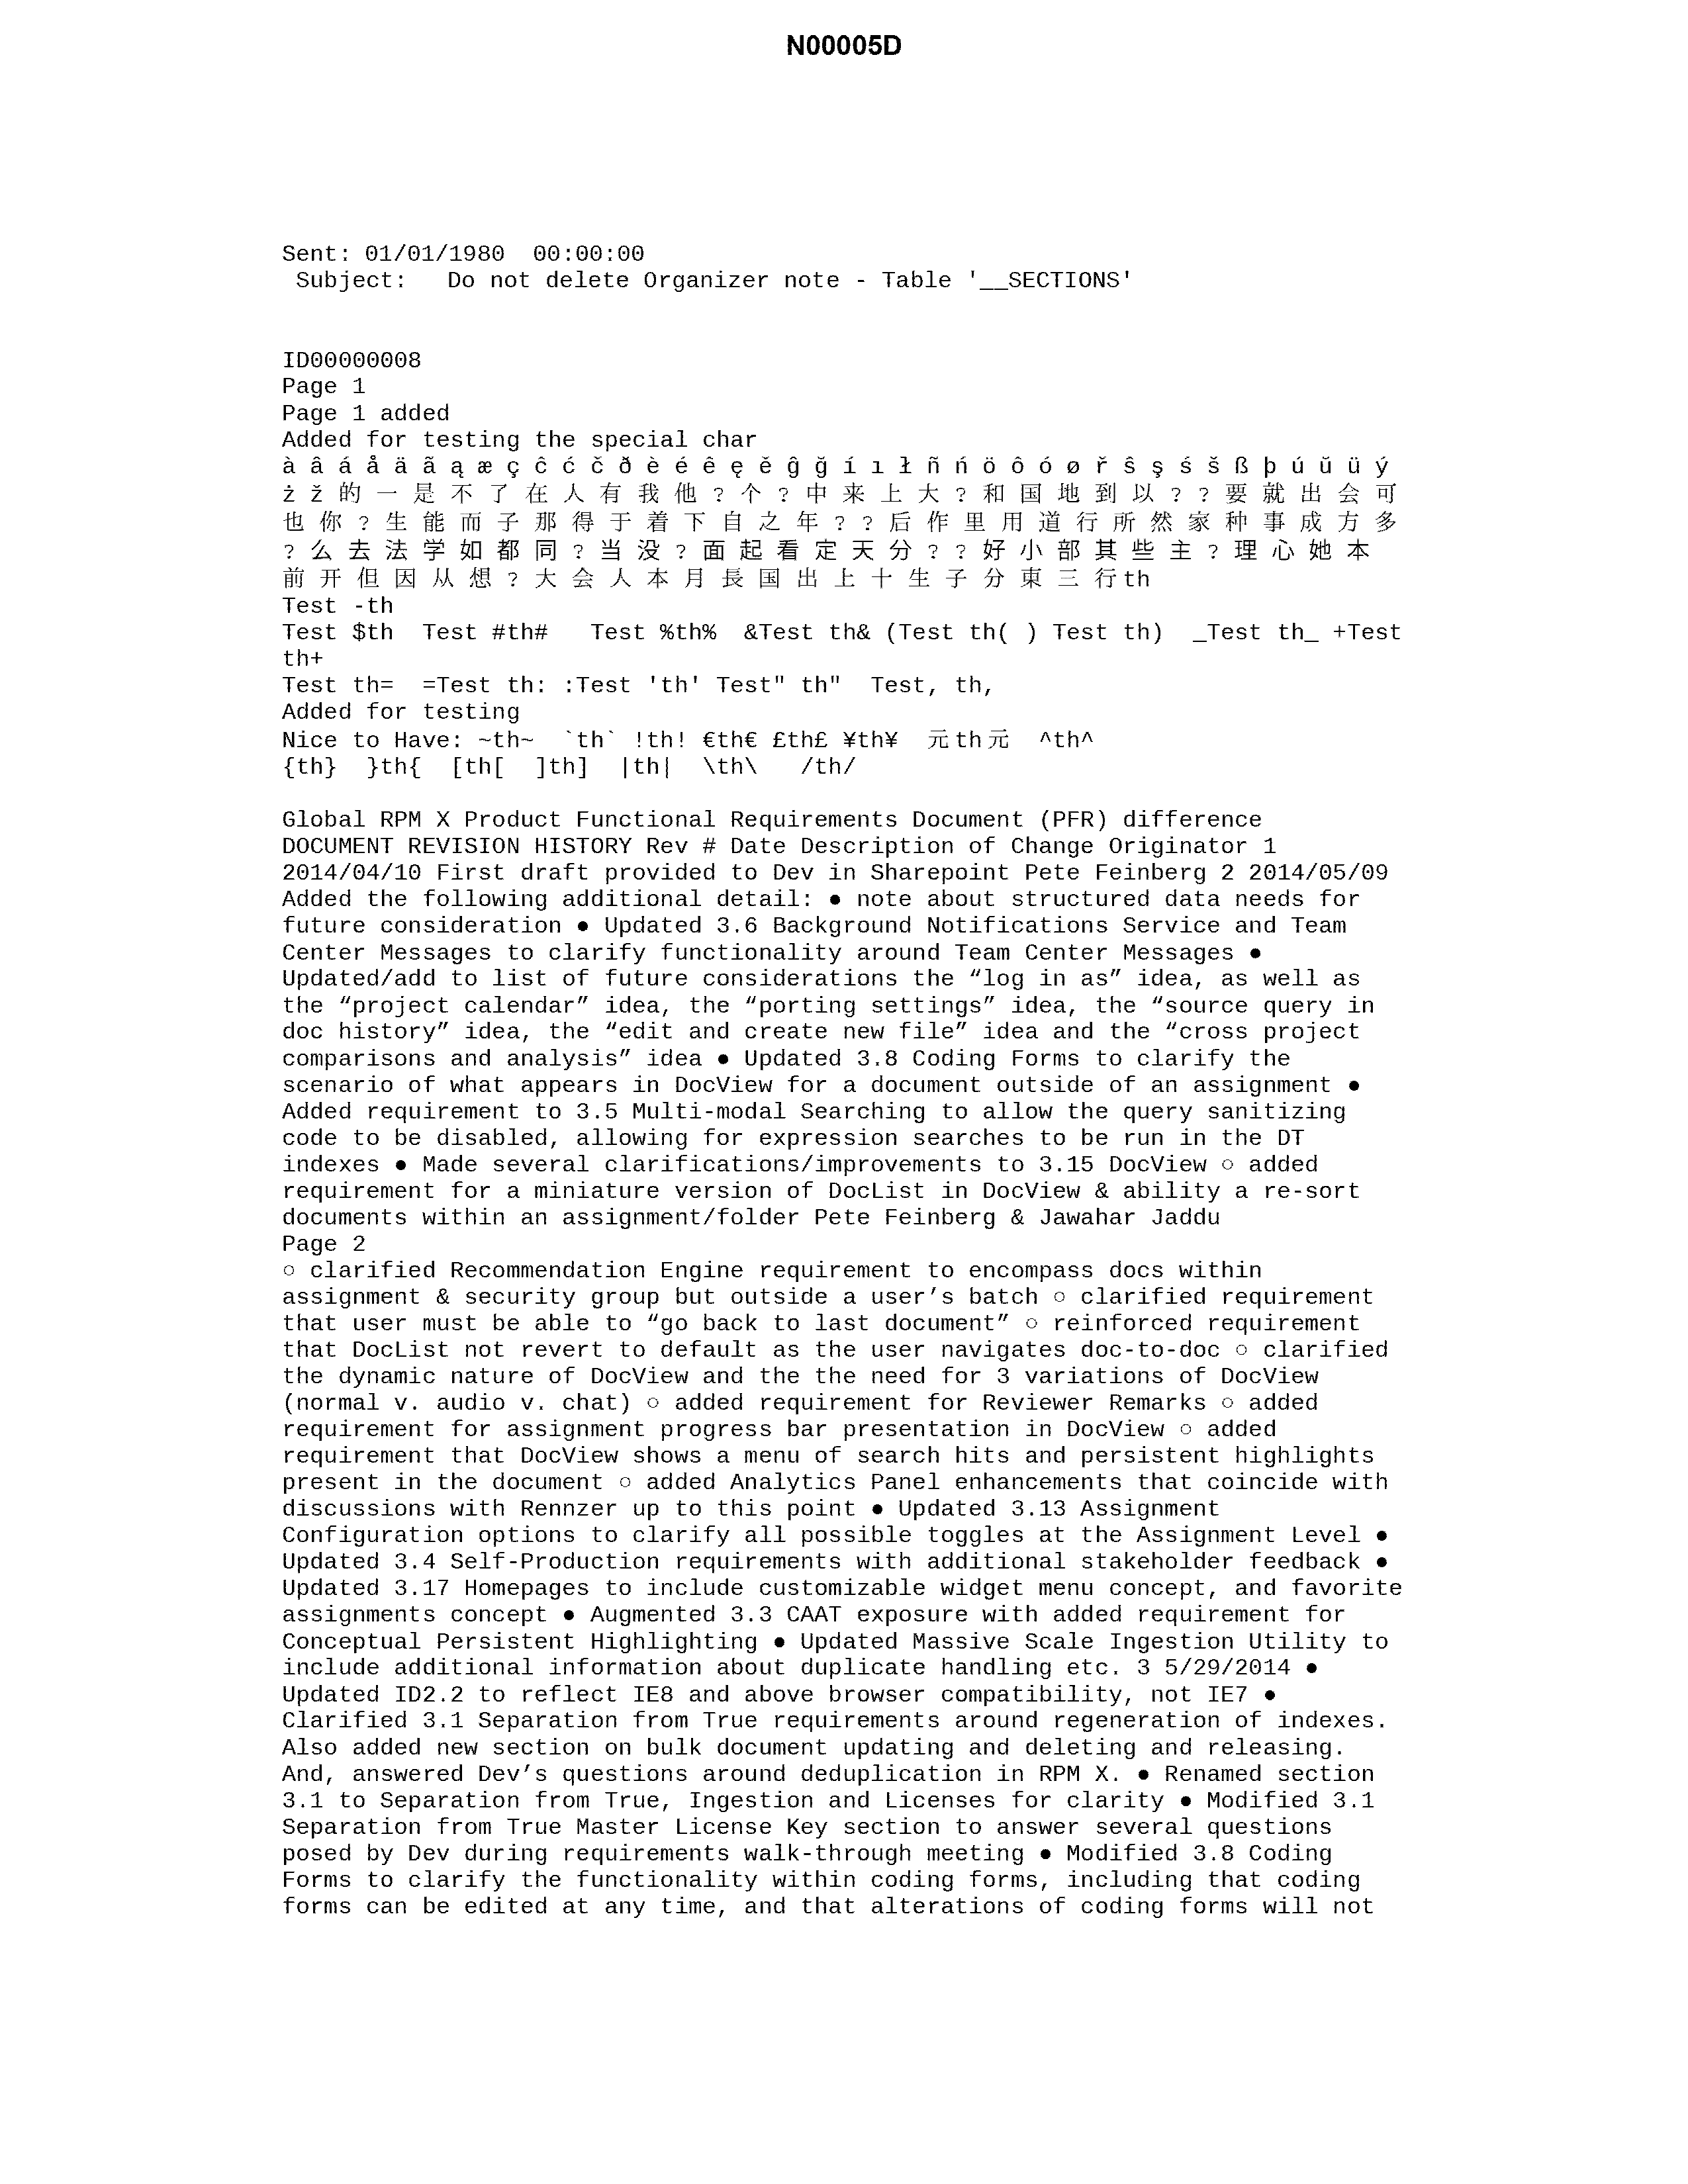 N00005D
Sent: 01/01/1980  00:00:00
Subject:   Do not delete Organizer note - Table '__SECTIONS'
ID00000008
Page 1
Page 1 added
Added for testing the special char
à â á å ä ã ą æ ç ĉ ć č ð è é ê ę ě ĝ ğ í ı ł ñ ń ö ô ó ø ř ŝ ş ś š ß þ ú ŭ ü ý
ż ž 的 一 是 不 了 在 人 有 我 他 ? 个 ? 中 来 上 大 ? 和 国 地 到 以 ? ? 要 就 出 会 可
也 你 ? 生 能 而 子 那 得 于 着 下 自 之 年 ? ? 后 作 里 用 道 行 所 然 家 种 事 成 方 多
? 么 去 法 学 如 都 同 ? 当 没 ? 面 起 看 定 天 分 ? ? 好 小 部 其 些 主 ? 理 心 她 本
前 开 但 因 从 想 ? 大 会 人 本 月 長 国 出 上 十 生 子 分 東 三 行th
Test -th
Test $th  Test #th#   Test %th%  &Test th& (Test th( ) Test th)  _Test th_ +Test
th+
Test th=  =Test th: :Test 'th' Test" th"  Test, th,
Added for testing
Nice to Have: ~th~  `th` !th! €th€ £th£ ¥th¥  元th元  ^th^
{th}  }th{  [th[  ]th]  |th|  \th\   /th/
Global RPM X Product Functional Requirements Document (PFR) difference
DOCUMENT REVISION HISTORY Rev # Date Description of Change Originator 1
2014/04/10 First draft provided to Dev in Sharepoint Pete Feinberg 2 2014/05/09
Added the following additional detail: ● note about structured data needs for
future consideration ● Updated 3.6 Background Notifications Service and Team
Center Messages to clarify functionality around Team Center Messages ●
Updated/add to list of future considerations the “log in as” idea, as well as
the “project calendar” idea, the “porting settings” idea, the “source query in
doc history” idea, the “edit and create new file” idea and the “cross project
comparisons and analysis” idea ● Updated 3.8 Coding Forms to clarify the
scenario of what appears in DocView for a document outside of an assignment ●
Added requirement to 3.5 Multi-modal Searching to allow the query sanitizing
code to be disabled, allowing for expression searches to be run in the DT
indexes ● Made several clarifications/improvements to 3.15 DocView ○ added
requirement for a miniature version of DocList in DocView & ability a re-sort
documents within an assignment/folder Pete Feinberg & Jawahar Jaddu
Page 2
○ clarified Recommendation Engine requirement to encompass docs within
assignment & security group but outside a user’s batch ○ clarified requirement
that user must be able to “go back to last document” ○ reinforced requirement
that DocList not revert to default as the user navigates doc-to-doc ○ clarified
the dynamic nature of DocView and the the need for 3 variations of DocView
(normal v. audio v. chat) ○ added requirement for Reviewer Remarks ○ added
requirement for assignment progress bar presentation in DocView ○ added
requirement that DocView shows a menu of search hits and persistent highlights
present in the document ○ added Analytics Panel enhancements that coincide with
discussions with Rennzer up to this point ● Updated 3.13 Assignment
Configuration options to clarify all possible toggles at the Assignment Level ●
Updated 3.4 Self-Production requirements with additional stakeholder feedback ●
Updated 3.17 Homepages to include customizable widget menu concept, and favorite
assignments concept ● Augmented 3.3 CAAT exposure with added requirement for
Conceptual Persistent Highlighting ● Updated Massive Scale Ingestion Utility to
include additional information about duplicate handling etc. 3 5/29/2014 ●
Updated ID2.2 to reflect IE8 and above browser compatibility, not IE7 ●
Clarified 3.1 Separation from True requirements around regeneration of indexes.
Also added new section on bulk document updating and deleting and releasing.
And, answered Dev’s questions around deduplication in RPM X. ● Renamed section
3.1 to Separation from True, Ingestion and Licenses for clarity ● Modified 3.1
Separation from True Master License Key section to answer several questions
posed by Dev during requirements walk-through meeting ● Modified 3.8 Coding
Forms to clarify the functionality within coding forms, including that coding
forms can be edited at any time, and that alterations of coding forms will not